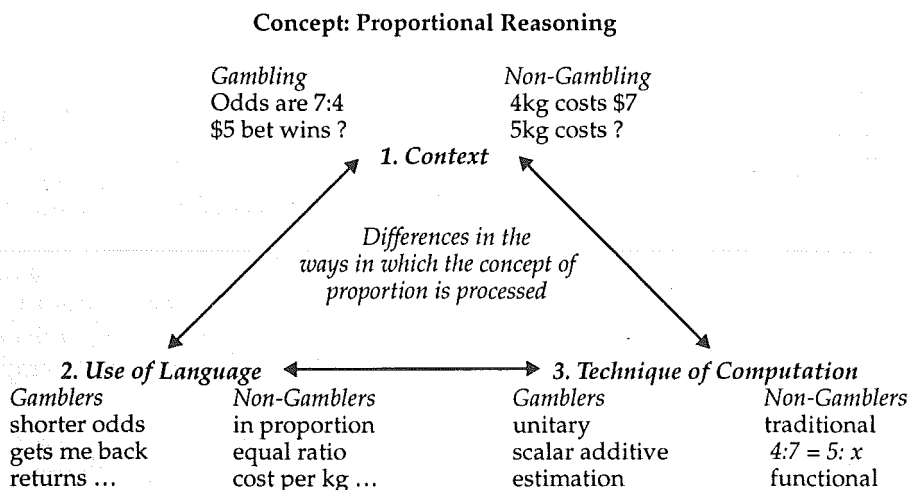 Concept: Proportional Reasoning
Gambling
Odds are 7:4
$5 bet wins ?
Non-Gambling
4kg costs $7
5kg costs ?
1. Context
Differences in the
ways in which the concept of
proportion is processed
2. Use of Language
Gamblers
shorter odds
gets me back
returns ...
Non-Gamblers
in proportion
equal ratio
cost per kg ...
3. Technique of Computation
Gamblers
unitary
scalar additive
estimation
Non-Gamblers
traditional
4:7 = 5: x
functional